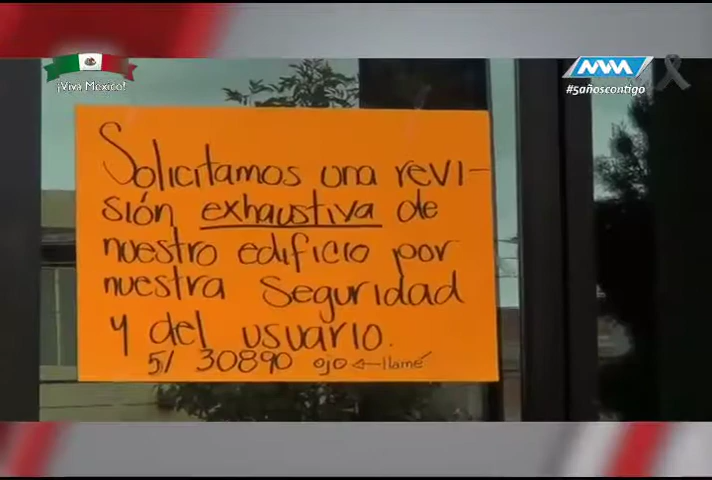 ¡Viva México!
MVM
#5añoscontigo
Solicitamos una revi-
sión exhaustiva de
nuestro edificio por
nuestra seguridad
y del usuario.
5/ 30890 ojo ←llamé